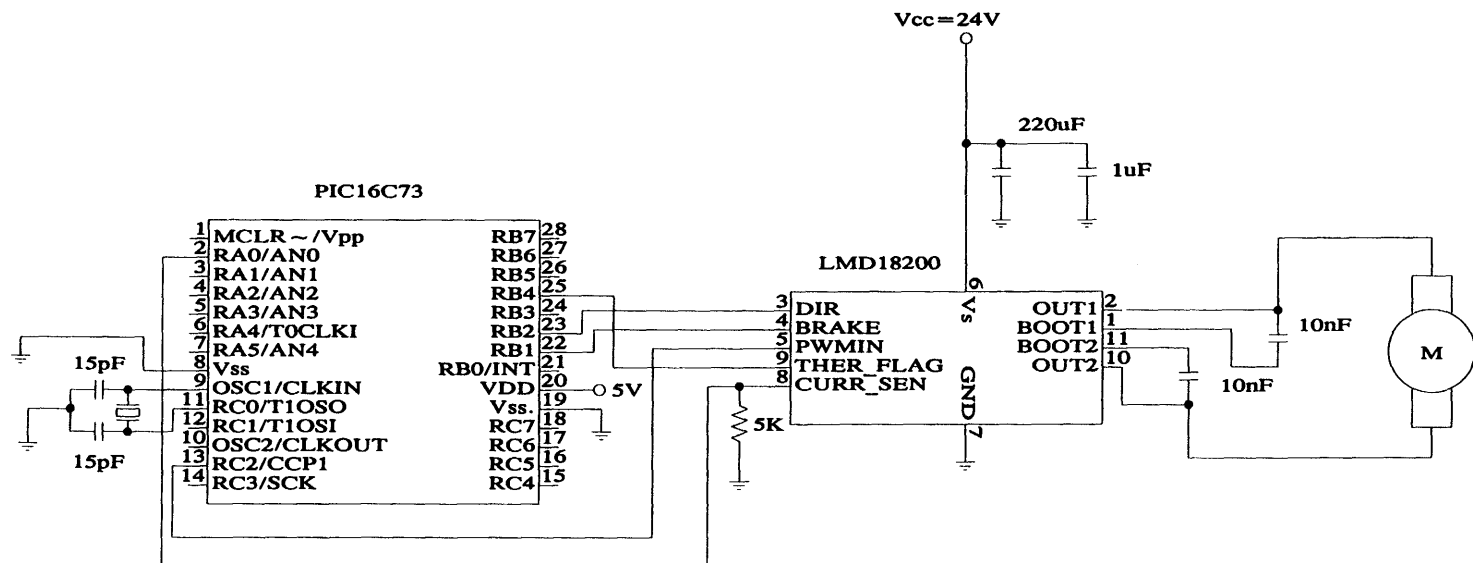 Vcc=24V
220uF
1uF
PIC16C73
1 MCLR~/Vpp RB7 28
2 RA0/AN0 RB6 27
3 RA1/AN1 RB5 26
4 RA2/AN2 RB4 25
5 RA3/AN3 RB3 24
6 RA4/T0CLKI RB2 23
7 RA5/AN4 RB1 22
8 Vss RB0/INT 21
9 OSC1/CLKIN VDD 20
11 RC0/T1OSO Vss. 19
12 RC1/T1OSI RC7 18
10 OSC2/CLKOUT RC6 17
13 RC2/CCP1 RC5 16
14 RC3/SCK RC4 15
15pF
15pF
5V
LMD18200
6 Vs
3 DIR OUT1 2
4 BRAKE BOOT1 1
5 PWMIN BOOT2 11
9 THER_FLAG OUT2 10
8 CURR_SEN
GND 7
5K
10nF
10nF
M